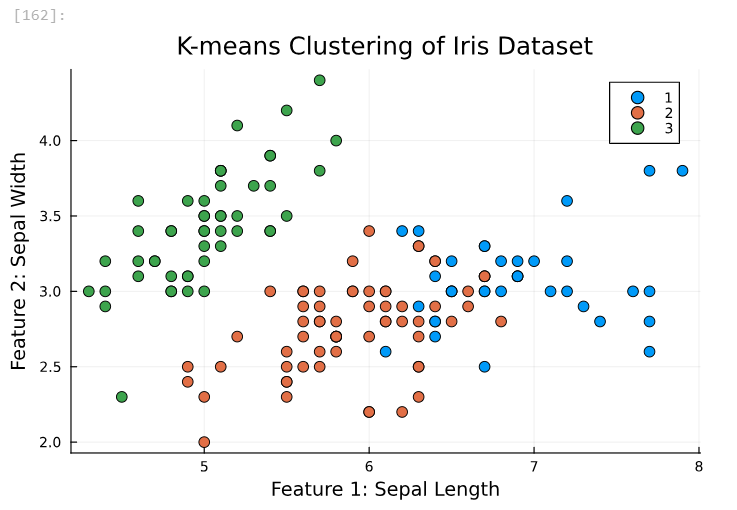 [162]:
K-means Clustering of Iris Dataset
1
2
3
4.0
3.5
3.0
2.5
2.0
Feature 2: Sepal Width
5 6 7 8
Feature 1: Sepal Length